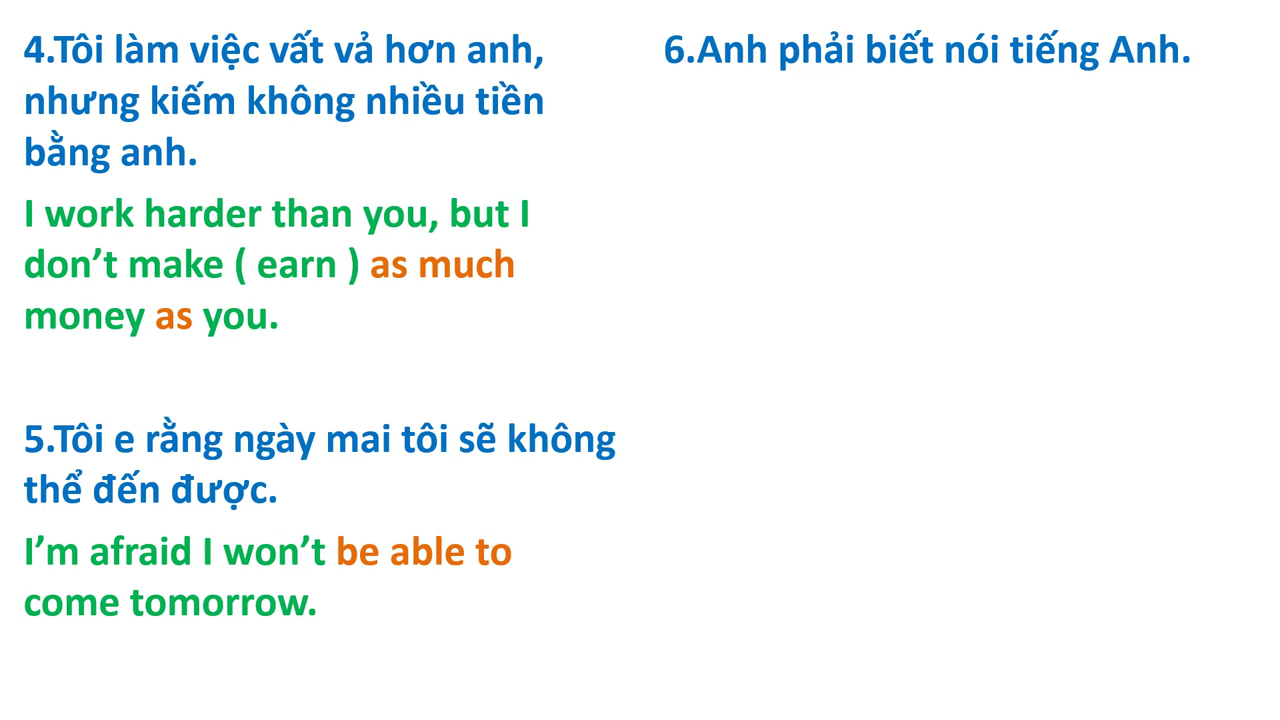 4.Tôi làm việc vất vả hơn anh,
nhưng kiếm không nhiều tiền
bằng anh.
I work harder than you, but I
don’t make ( earn ) as much
money as you.
5.Tôi e rằng ngày mai tôi sẽ không
thể đến được.
I’m afraid I won’t be able to
come tomorrow.
6.Anh phải biết nói tiếng Anh.